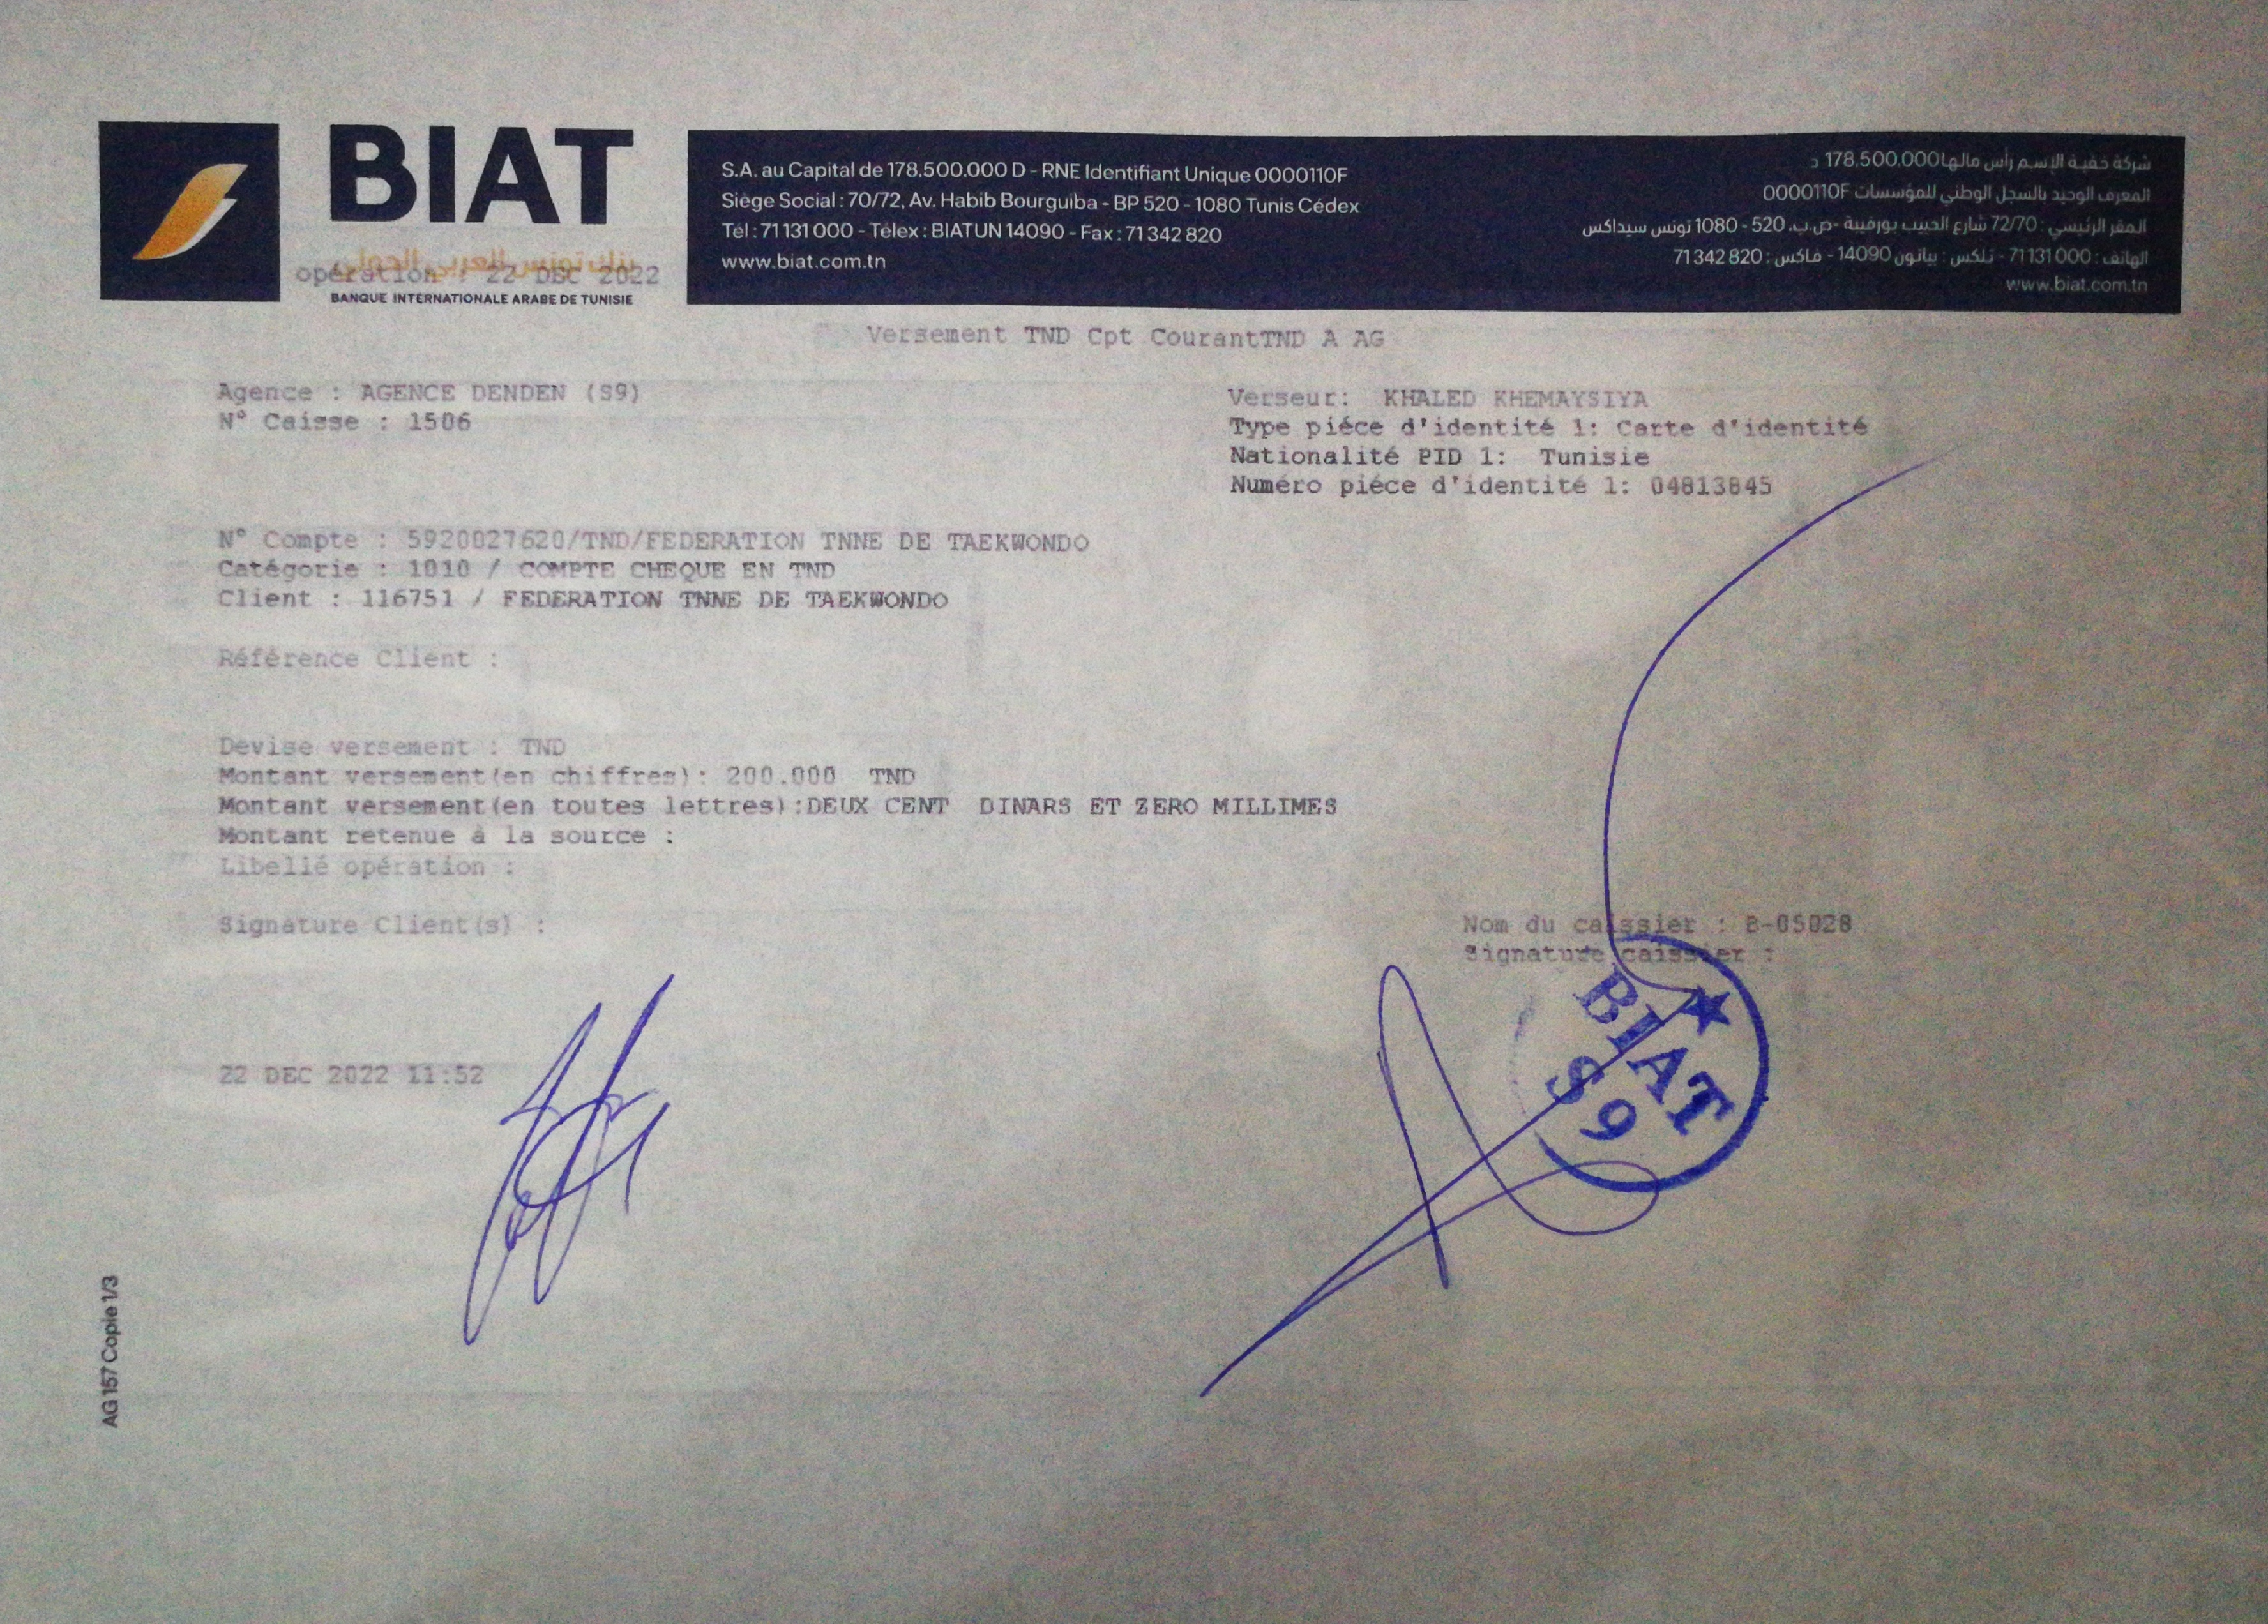 BIAT
بنك تونس العربي الدولي
opération : 22 DEC 2022
BANQUE INTERNATIONALE ARABE DE TUNISIE
S.A. au Capital de 178.500.000 D - RNE Identifiant Unique 0000110F
Siège Social : 70/72, Av. Habib Bourguiba - BP 520 - 1080 Tunis Cédex
Tél : 71 131 000 - Télex : BIATUN 14090 - Fax : 71 342 820
www.biat.com.tn
شركة خفية الإسم رأس مالها 178.500.000 د
المعرف الوحيد بالسجل الوطني للمؤسسات 0000110F
المقر الرئيسي : 72/70 شارع الحبيب بورقيبة -ص.ب. 520 - 1080 تونس سيداكس
الهاتف : 71131 000 - تلكس : بياتون 14090 - فاكس : 71 342 820
www.biat.com.tn
Versement TND Cpt CourantTND A AG
Agence : AGENCE DENDEN (S9)
N° Caisse : 1506
Verseur: KHALED KHEMAYSIYA
Type piéce d'identité 1: Carte d'identité
Nationalité PID 1: Tunisie
Numéro piéce d'identité 1: 04813845
N° Compte : 5920027620/TND/FEDERATION TNNE DE TAEKWONDO
Catégorie : 1010 / COMPTE CHEQUE EN TND
Client : 116751 / FEDERATION TNNE DE TAEKWONDO
Référence Client :
Devise versement : TND
Montant versement(en chiffres): 200.000 TND
Montant versement(en toutes lettres):DEUX CENT DINARS ET ZERO MILLIMES
Montant retenue à la source :
Libellé opération :
Signature Client(s) :
Nom du caissier : B-05028
Signature caissier :
BIAT
S9
22 DEC 2022 11:52
AG 157 Copie 1/3